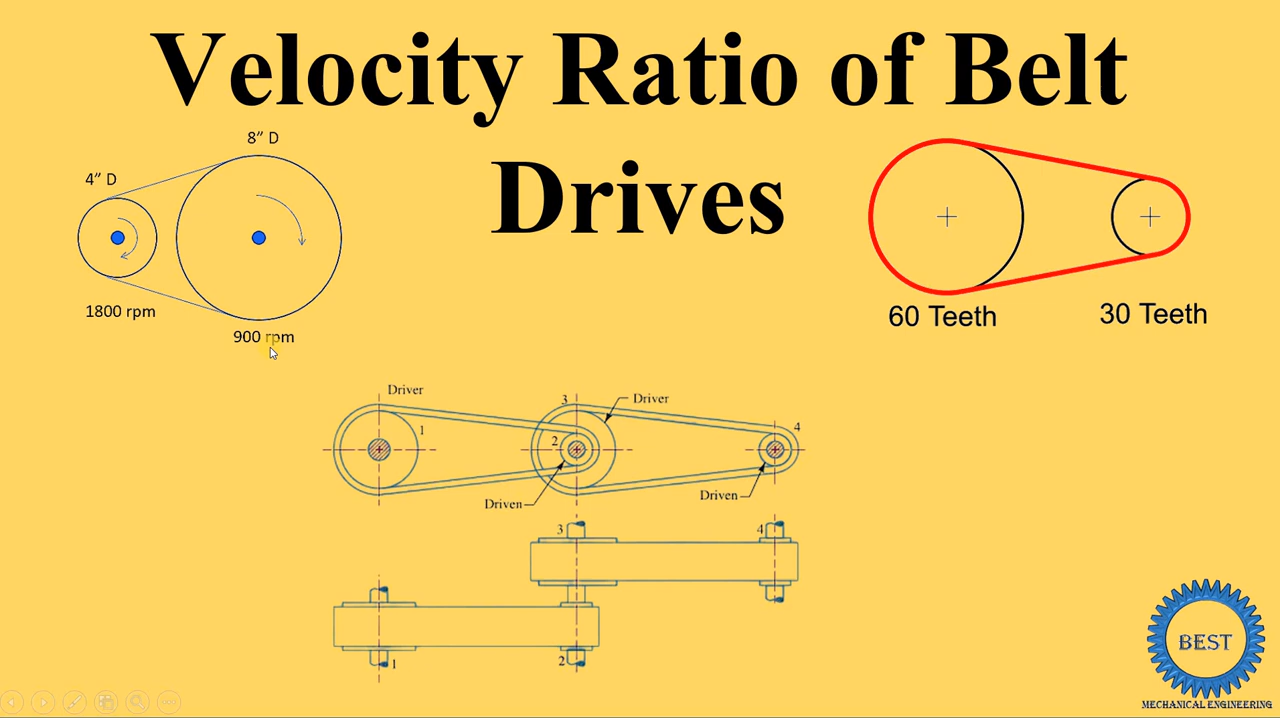 Velocity Ratio of Belt
Drives
8" D
4" D
1800 rpm
900 rpm
60 Teeth
30 Teeth
Driver
1
3
Driver
2
4
Driven
Driven
3
4
1
2
BEST
MECHANICAL ENGINEERING